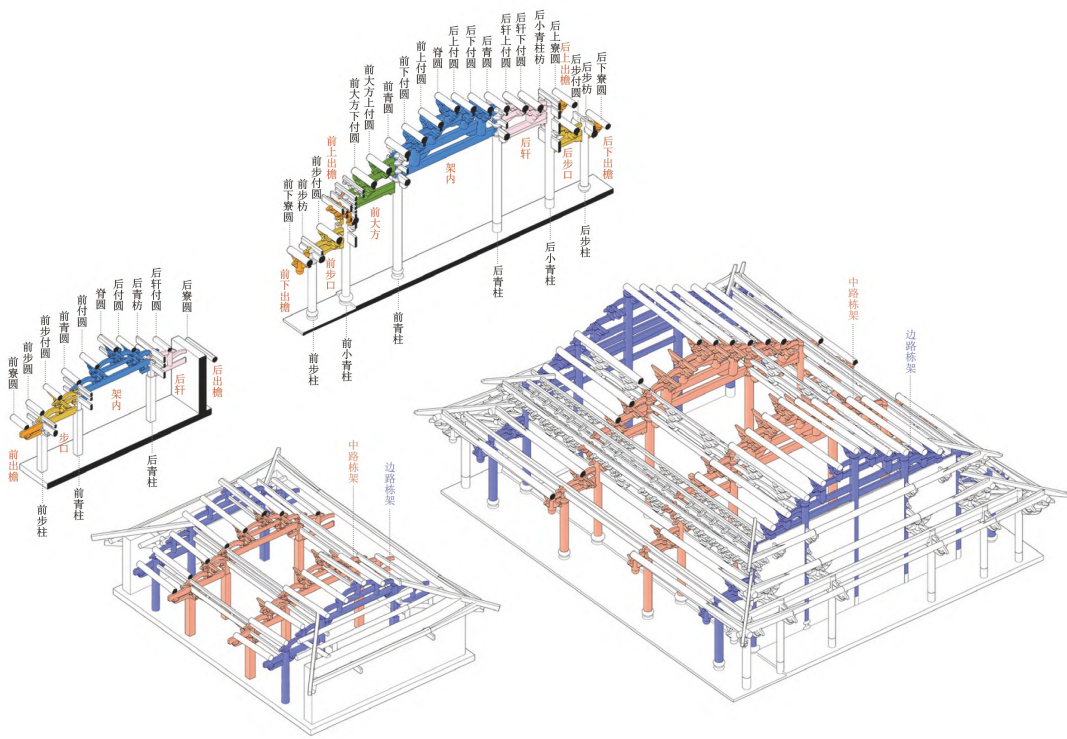 前下寮圆
前步枋
前步付圆
前上出檐
前大方下付圆
前大方上付圆
前青圆
前下付圆
前上付圆
脊圆
后上付圆
后下付圆
后青圆
后轩上付圆
后轩下付圆
后小青柱枋
后上寮圆
后上出檐
后步付圆
后步枋
后下寮圆
前下出檐
前步口
前大方
架内
后轩
后步口
后下出檐
前步柱
前小青柱
前青柱
后青柱
后小青柱
后步柱
前寮圆
前步圆
前步付圆
前青圆
前付圆
脊圆
后付圆
后青枋
后轩付圆
后寮圆
前出檐
步口
架内
后轩
后出檐
前步柱
前青柱
后青柱
中路栋架
边路栋架
中路栋架
边路栋架